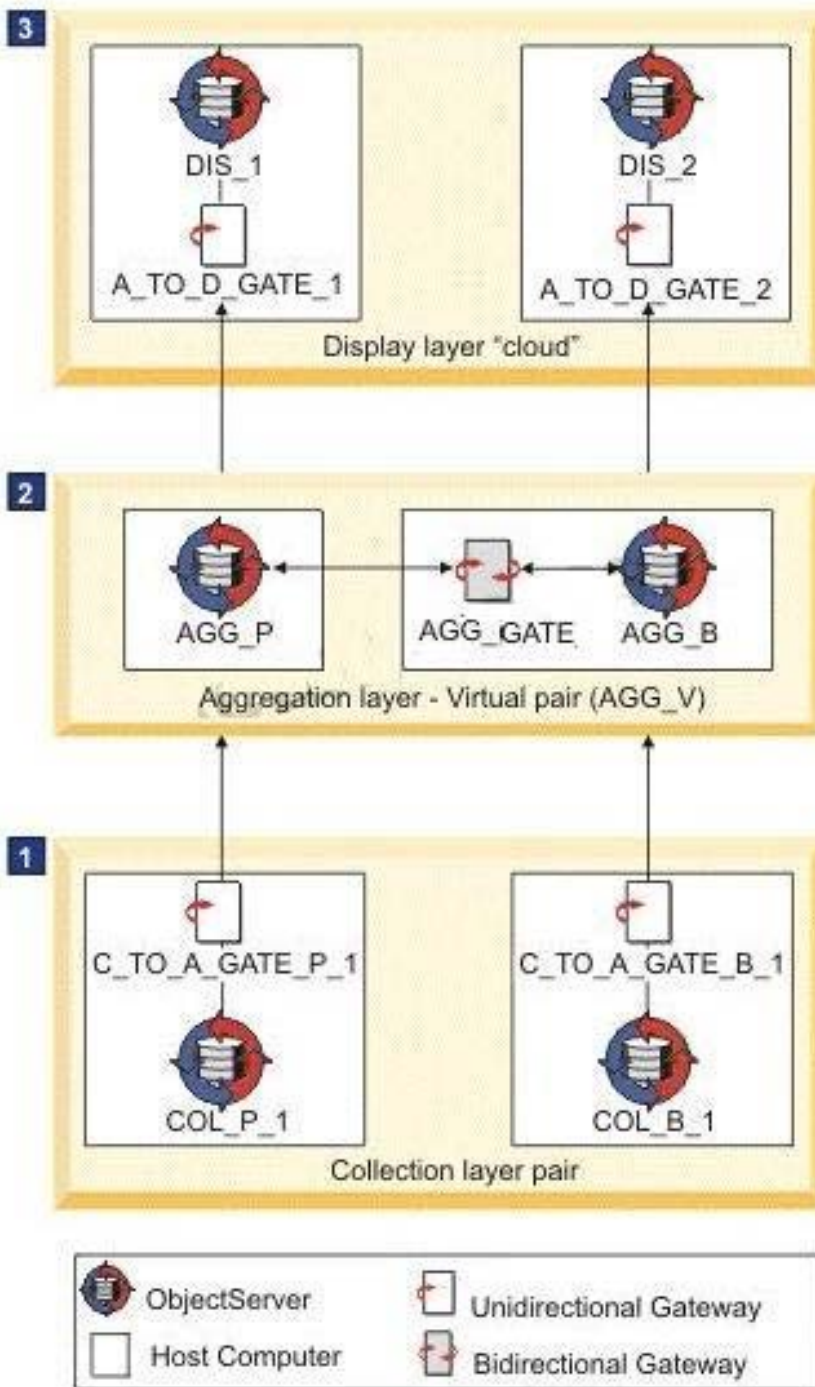 3
DIS_1
DIS_2
A_TO_D_GATE_1
A_TO_D_GATE_2
Display layer “cloud”
2
AGG_P
AGG_GATE
AGG_B
Aggregation layer - Virtual pair (AGG_V)
1
C_TO_A_GATE_P_1
C_TO_A_GATE_B_1
COL_P_1
COL_B_1
Collection layer pair
ObjectServer
Unidirectional Gateway
Host Computer
Bidirectional Gateway